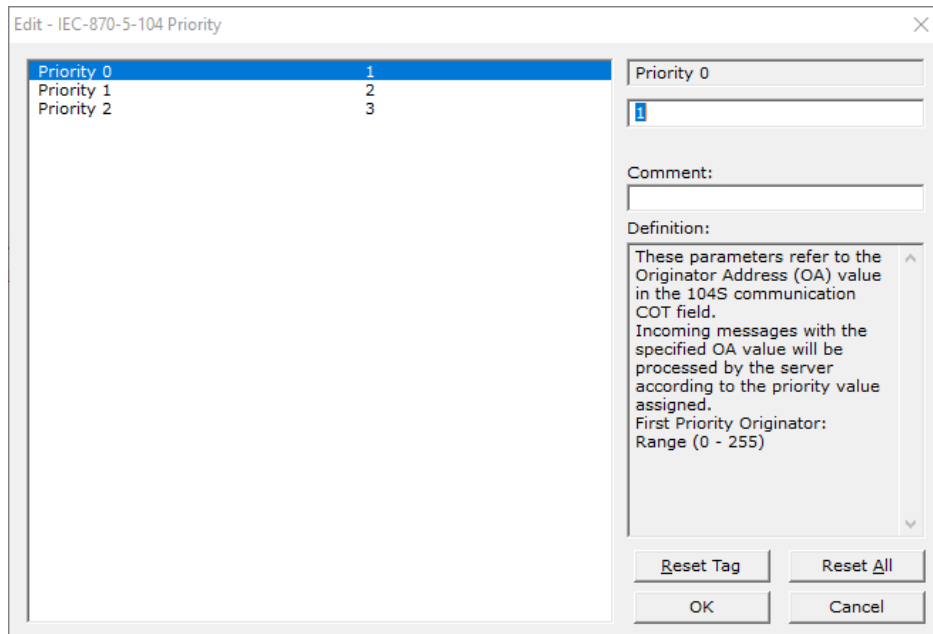 Edit - IEC-870-5-104 Priority
Priority 0 1
Priority 1 2
Priority 2 3
Priority 0
1
Comment:
Definition:
These parameters refer to the
Originator Address (OA) value
in the 104S communication
COT field.
Incoming messages with the
specified OA value will be
processed by the server
according to the priority value
assigned.
First Priority Originator:
Range (0 - 255)
Reset Tag
Reset All
OK
Cancel